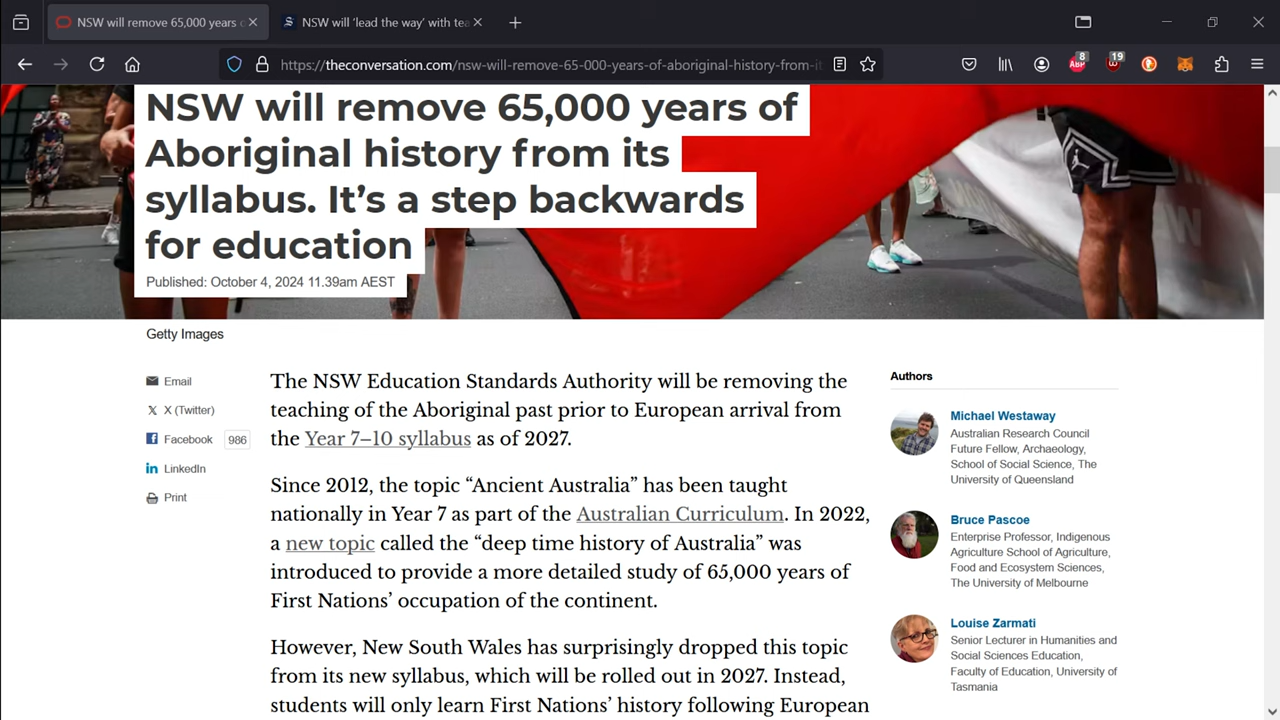 NSW will remove 65,000 years o
NSW will ‘lead the way’ with tea
https://theconversation.com/nsw-will-remove-65-000-years-of-aboriginal-history-from-it
8
19
NSW will remove 65,000 years of
Aboriginal history from its
syllabus. It’s a step backwards
for education
Published: October 4, 2024 11.39am AEST
Getty Images
Email
X (Twitter)
Facebook 986
LinkedIn
Print
The NSW Education Standards Authority will be removing the
teaching of the Aboriginal past prior to European arrival from
the Year 7–10 syllabus as of 2027.
Since 2012, the topic “Ancient Australia” has been taught
nationally in Year 7 as part of the Australian Curriculum. In 2022,
a new topic called the “deep time history of Australia” was
introduced to provide a more detailed study of 65,000 years of
First Nations’ occupation of the continent.
However, New South Wales has surprisingly dropped this topic
from its new syllabus, which will be rolled out in 2027. Instead,
students will only learn First Nations’ history following European
Authors
Michael Westaway
Australian Research Council
Future Fellow, Archaeology,
School of Social Science, The
University of Queensland
Bruce Pascoe
Enterprise Professor, Indigenous
Agriculture School of Agriculture,
Food and Ecosystem Sciences,
The University of Melbourne
Louise Zarmati
Senior Lecturer in Humanities and
Social Sciences Education,
Faculty of Education, University of
Tasmania